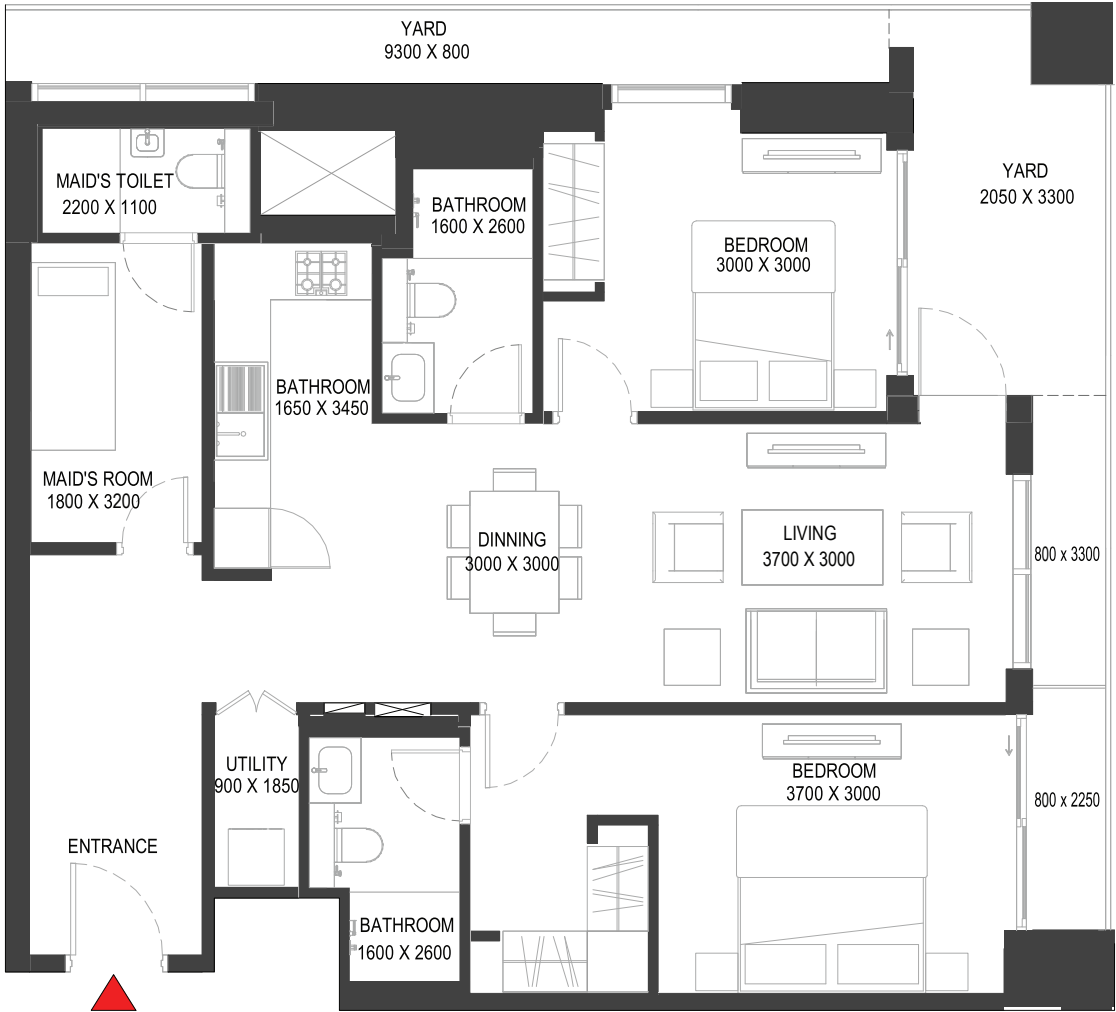 YARD
9300 X 800
YARD
2050 X 3300
MAID'S TOILET
2200 X 1100
BATHROOM
1600 X 2600
BEDROOM
3000 X 3000
BATHROOM
1650 X 3450
MAID'S ROOM
1800 X 3200
DINNING
3000 X 3000
LIVING
3700 X 3000
800 x 3300
UTILITY
900 X 1850
BEDROOM
3700 X 3000
800 x 2250
ENTRANCE
BATHROOM
1600 X 2600